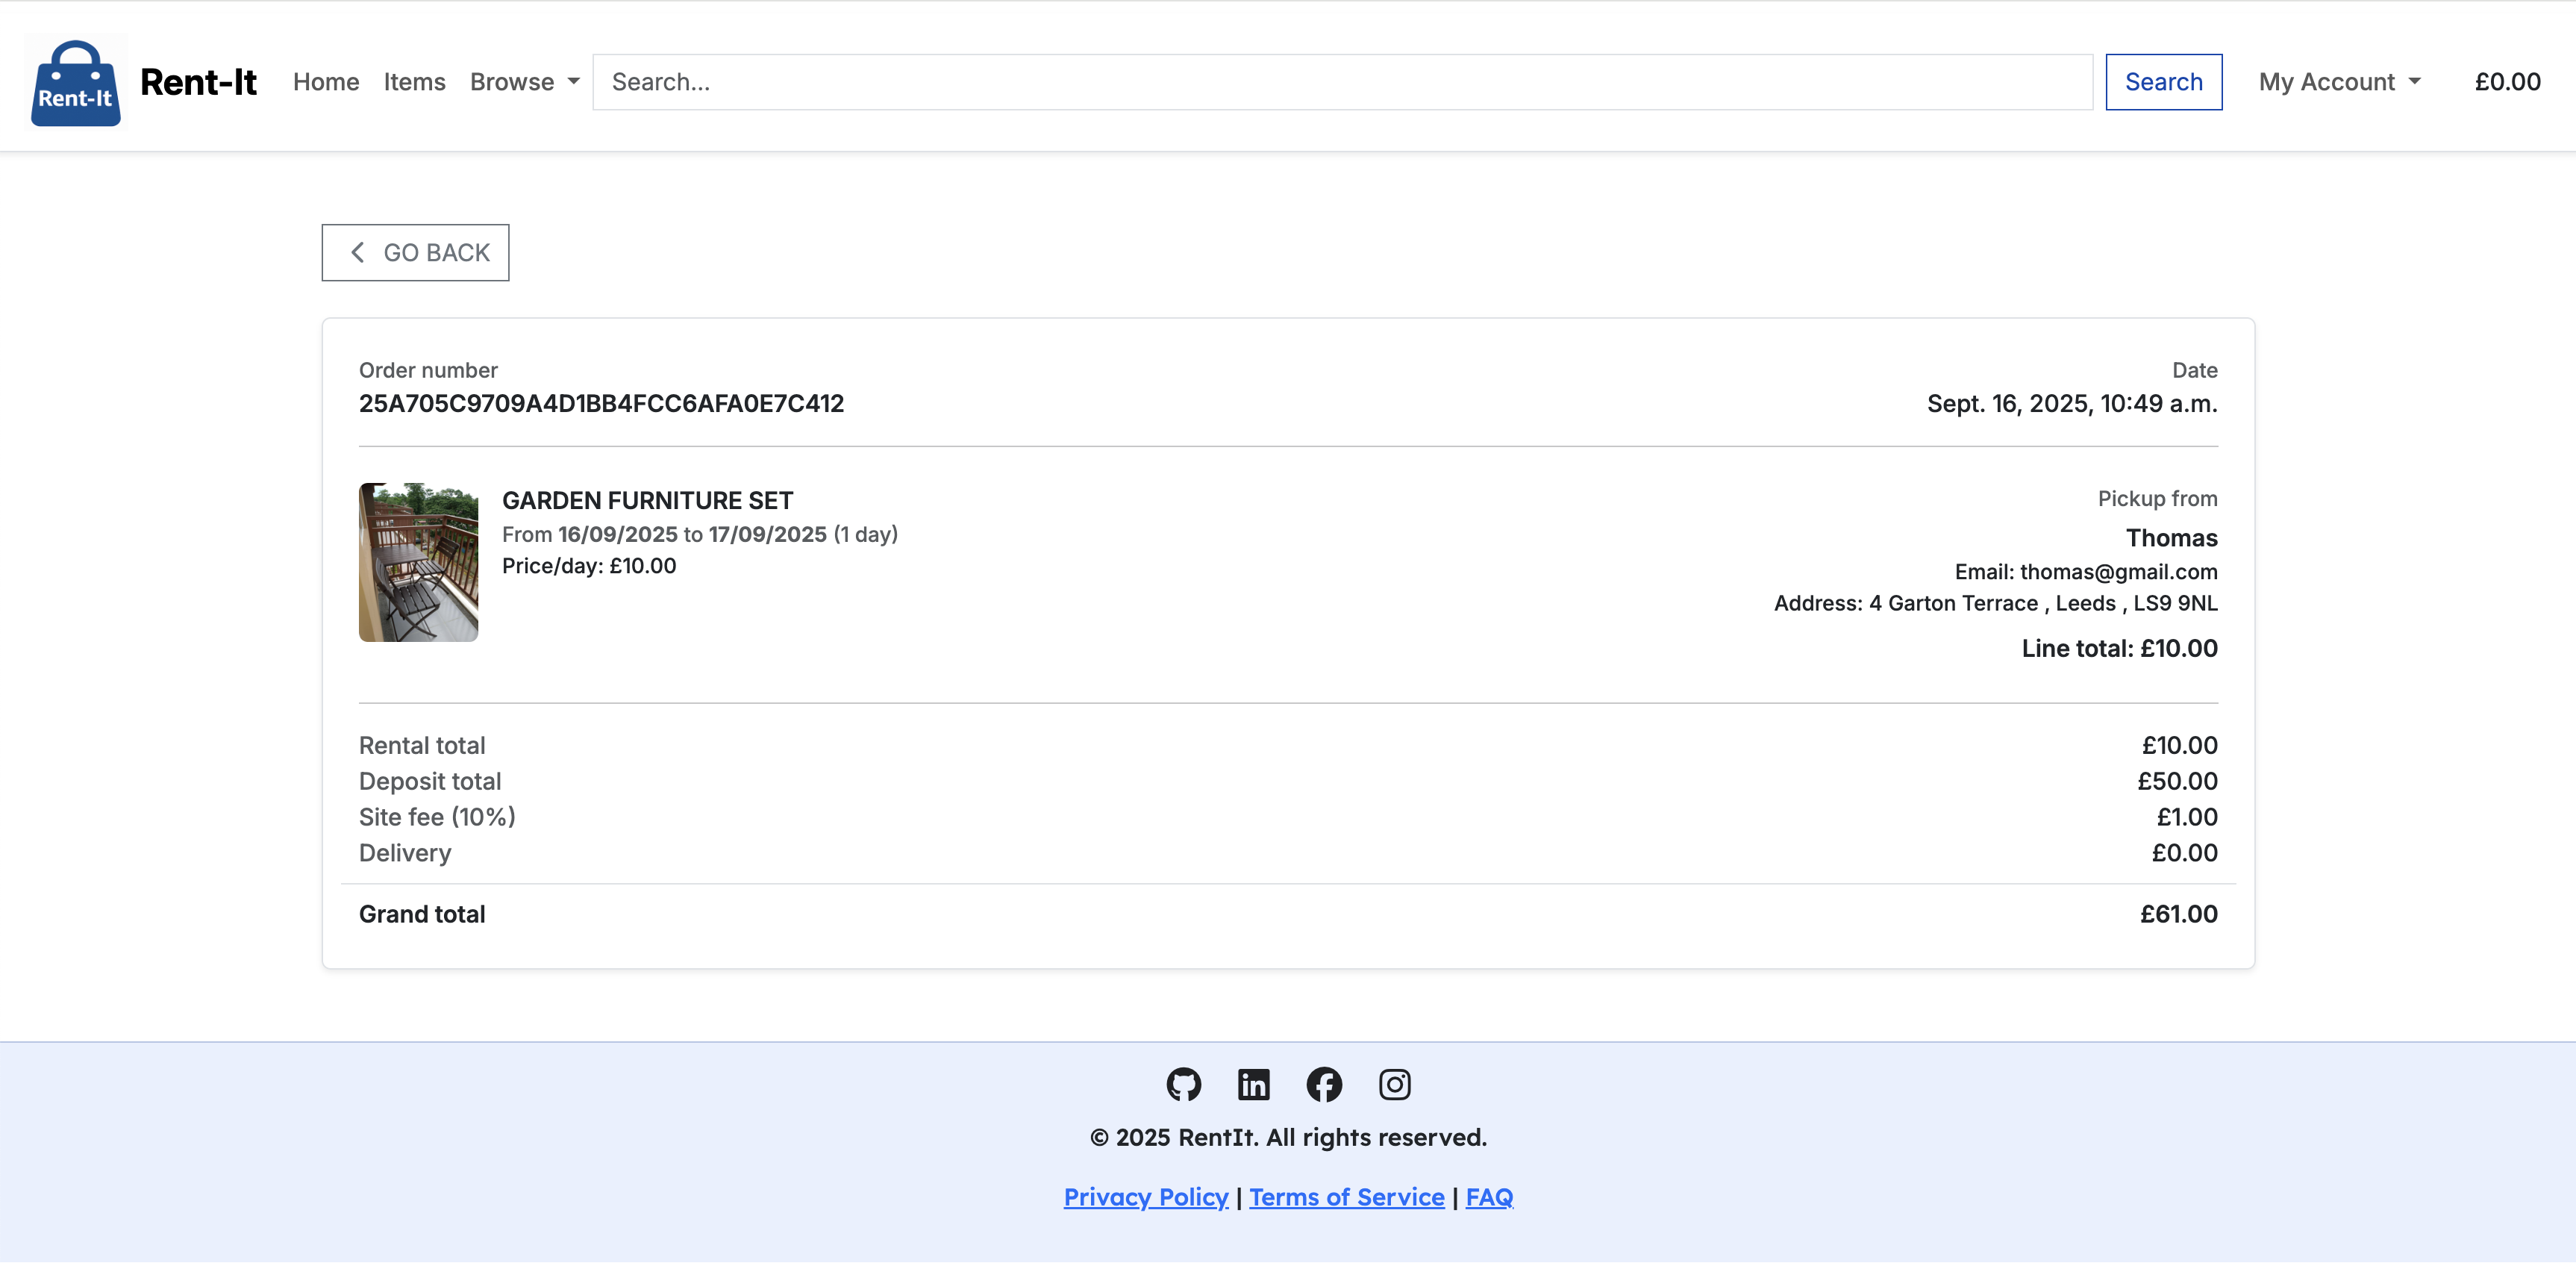 Rent-It
Rent-It Home Items Browse Search... Search My Account £0.00
GO BACK
Order number
25A705C9709A4D1BB4FCC6AFA0E7C412
Date
Sept. 16, 2025, 10:49 a.m.
GARDEN FURNITURE SET
From 16/09/2025 to 17/09/2025 (1 day)
Price/day: £10.00
Pickup from
Thomas
Email: thomas@gmail.com
Address: 4 Garton Terrace , Leeds , LS9 9NL
Line total: £10.00
Rental total £10.00
Deposit total £50.00
Site fee (10%) £1.00
Delivery £0.00
Grand total £61.00
© 2025 RentIt. All rights reserved.
Privacy Policy | Terms of Service | FAQ